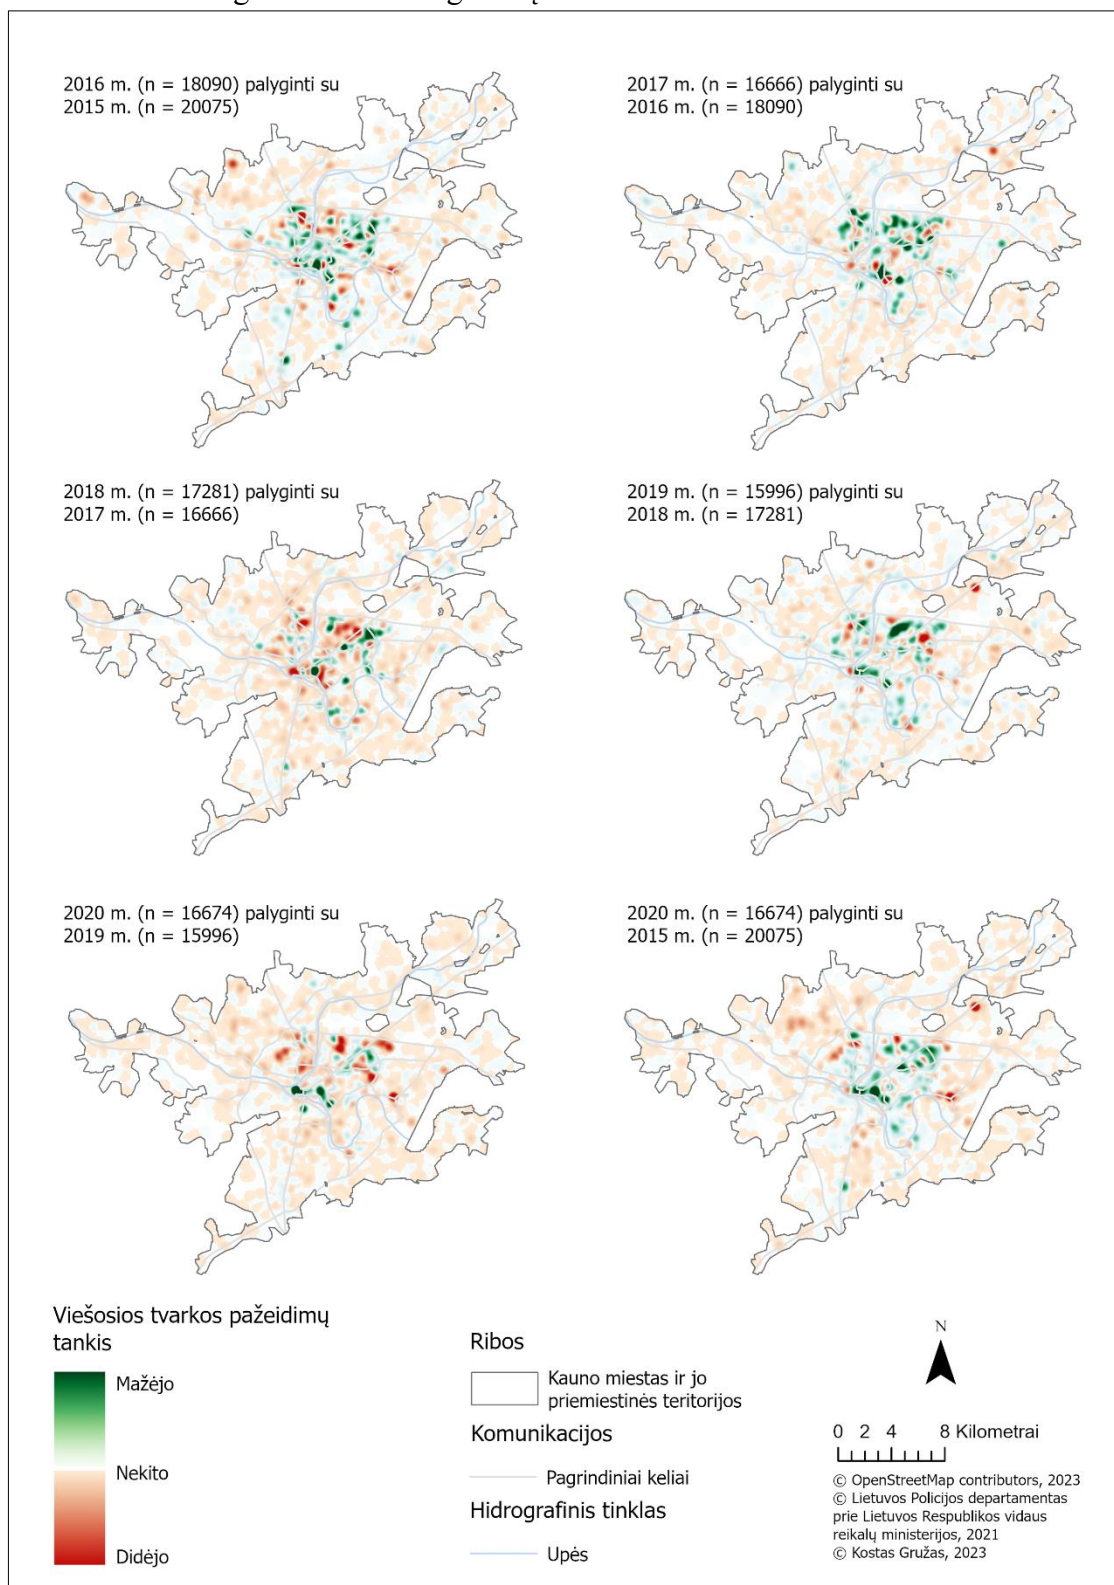 2016 m. (n = 18090) palyginti su
2015 m. (n = 20075)
2017 m. (n = 16666) palyginti su
2016 m. (n = 18090)
2018 m. (n = 17281) palyginti su
2017 m. (n = 16666)
2019 m. (n = 15996) palyginti su
2018 m. (n = 17281)
2020 m. (n = 16674) palyginti su
2019 m. (n = 15996)
2020 m. (n = 16674) palyginti su
2015 m. (n = 20075)
Viešosios tvarkos pažeidimų
tankis
Mažėjo
Nekito
Didėjo
Ribos
Kauno miestas ir jo
priemiestinės teritorijos
Komunikacijos
Pagrindiniai keliai
Hidrografinis tinklas
Upės
N
0 2 4 8 Kilometrai
© OpenStreetMap contributors, 2023
© Lietuvos Policijos departamentas
prie Lietuvos Respublikos vidaus
reikalų ministerijos, 2021
© Kostas Gružas, 2023